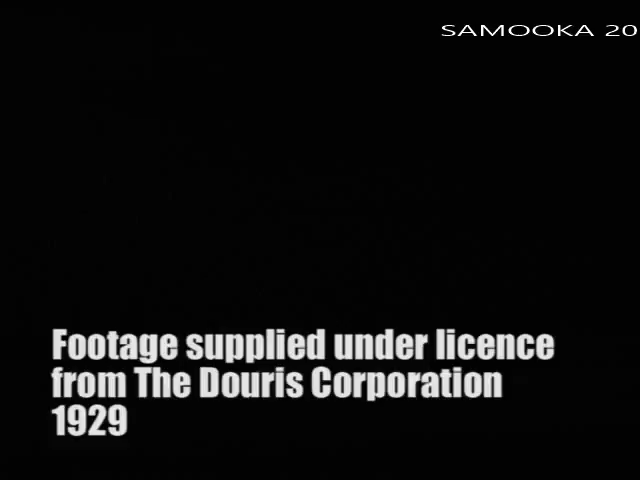 SAMOOKA 20
Footage supplied under licence
from The Douris Corporation
1929